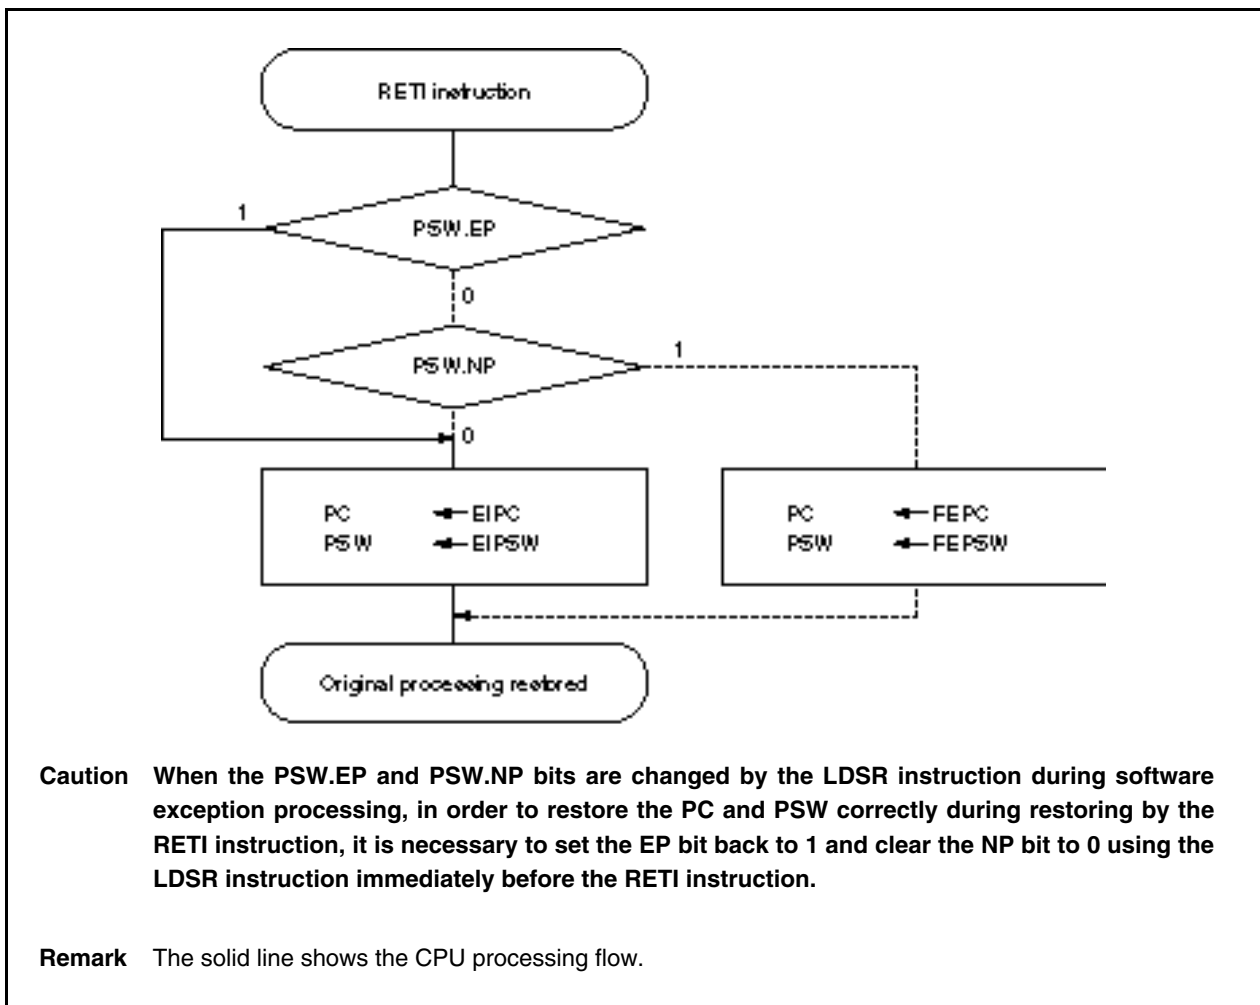 RETI instruction
1
PSW.EP
0
PSW.NP
1
0
PC ← EIPC
PSW ← EIPSW
PC ← FEPC
PSW ← FEPSW
Original processing restored
Caution When the PSW.EP and PSW.NP bits are changed by the LDSR instruction during software
exception processing, in order to restore the PC and PSW correctly during restoring by the
RETI instruction, it is necessary to set the EP bit back to 1 and clear the NP bit to 0 using the
LDSR instruction immediately before the RETI instruction.
Remark The solid line shows the CPU processing flow.